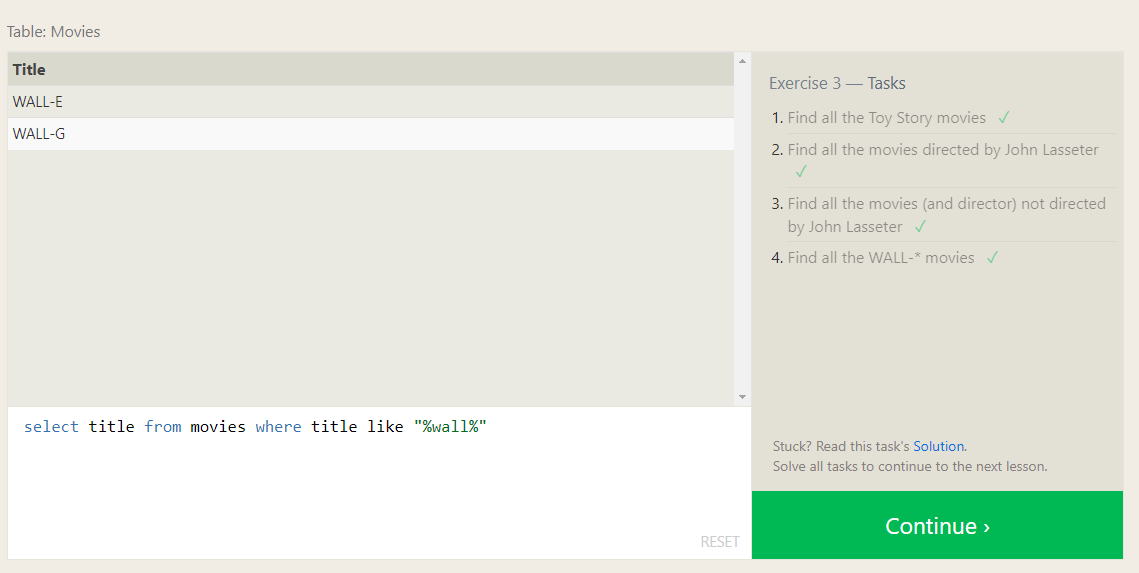 Table: Movies
Title
WALL-E
WALL-G
select title from movies where title like "%wall%"
RESET
Exercise 3 — Tasks
1. Find all the Toy Story movies ✓
2. Find all the movies directed by John Lasseter
✓
3. Find all the movies (and director) not directed
by John Lasseter ✓
4. Find all the WALL-* movies ✓
Stuck? Read this task's Solution.
Solve all tasks to continue to the next lesson.
Continue ›